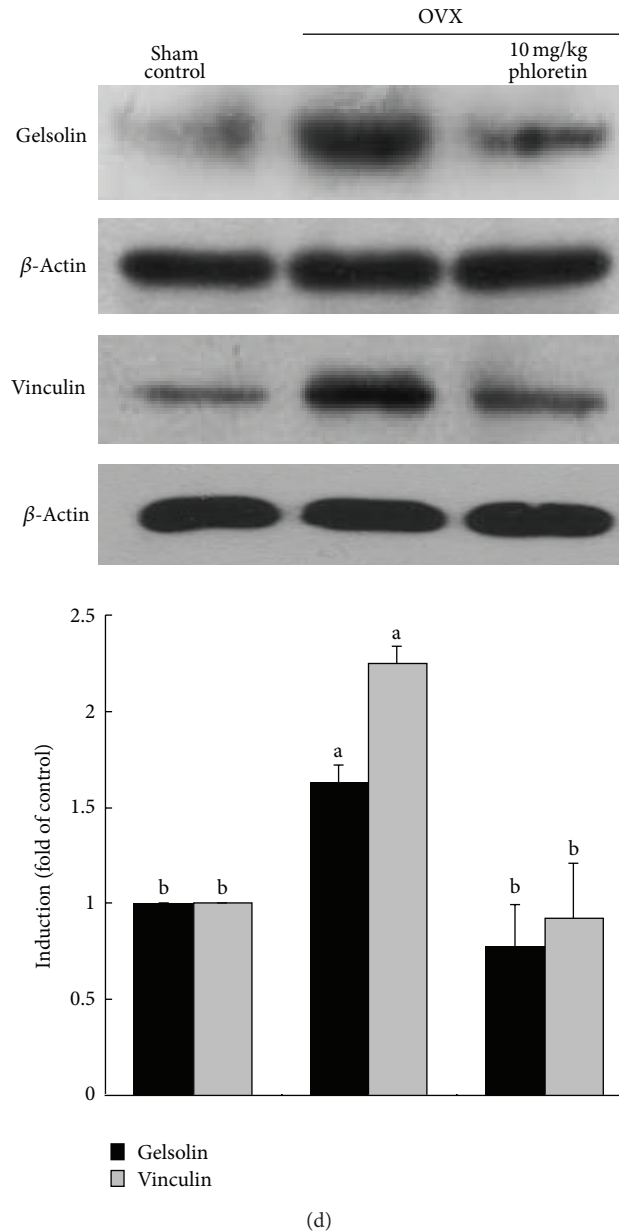 OVX
Sham
control
10 mg/kg
phloretin
Gelsolin
β-Actin
Vinculin
β-Actin
2.5
2
1.5
1
0.5
0
Induction (fold of control)
b
b
a
a
b
b
Gelsolin
Vinculin
(d)